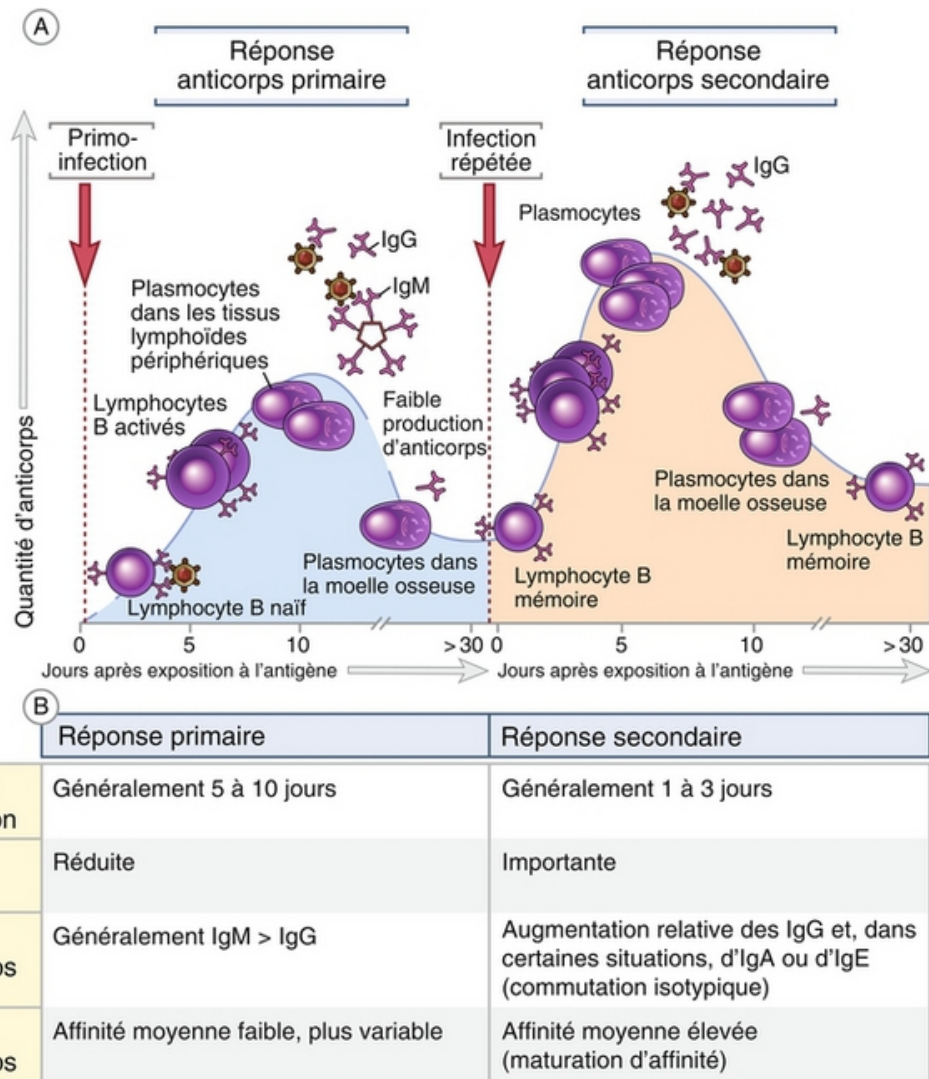 A
Réponse
anticorps primaire
Réponse
anticorps secondaire
Primo-
infection
Infection
répétée
IgG
Plasmocytes
IgG
IgM
Plasmocytes
dans les tissus
lymphoïdes
périphériques
Lymphocytes
B activés
Faible
production
d'anticorps
Quantité d'anticorps
Plasmocytes dans
la moelle osseuse
Plasmocytes dans
la moelle osseuse
Lymphocyte B
mémoire
Lymphocyte B
mémoire
Lymphocyte B naïf
0 5 10 >30 0 5 10 >30
Jours après exposition à l'antigène
Jours après exposition à l'antigène
B
Réponse primaire
Réponse secondaire
on
Généralement 5 à 10 jours
Généralement 1 à 3 jours
Réduite
Importante
ps
Généralement IgM > IgG
Augmentation relative des IgG et, dans
certaines situations, d'IgA ou d'IgE
(commutation isotypique)
ps
Affinité moyenne faible, plus variable
Affinité moyenne élevée
(maturation d'affinité)